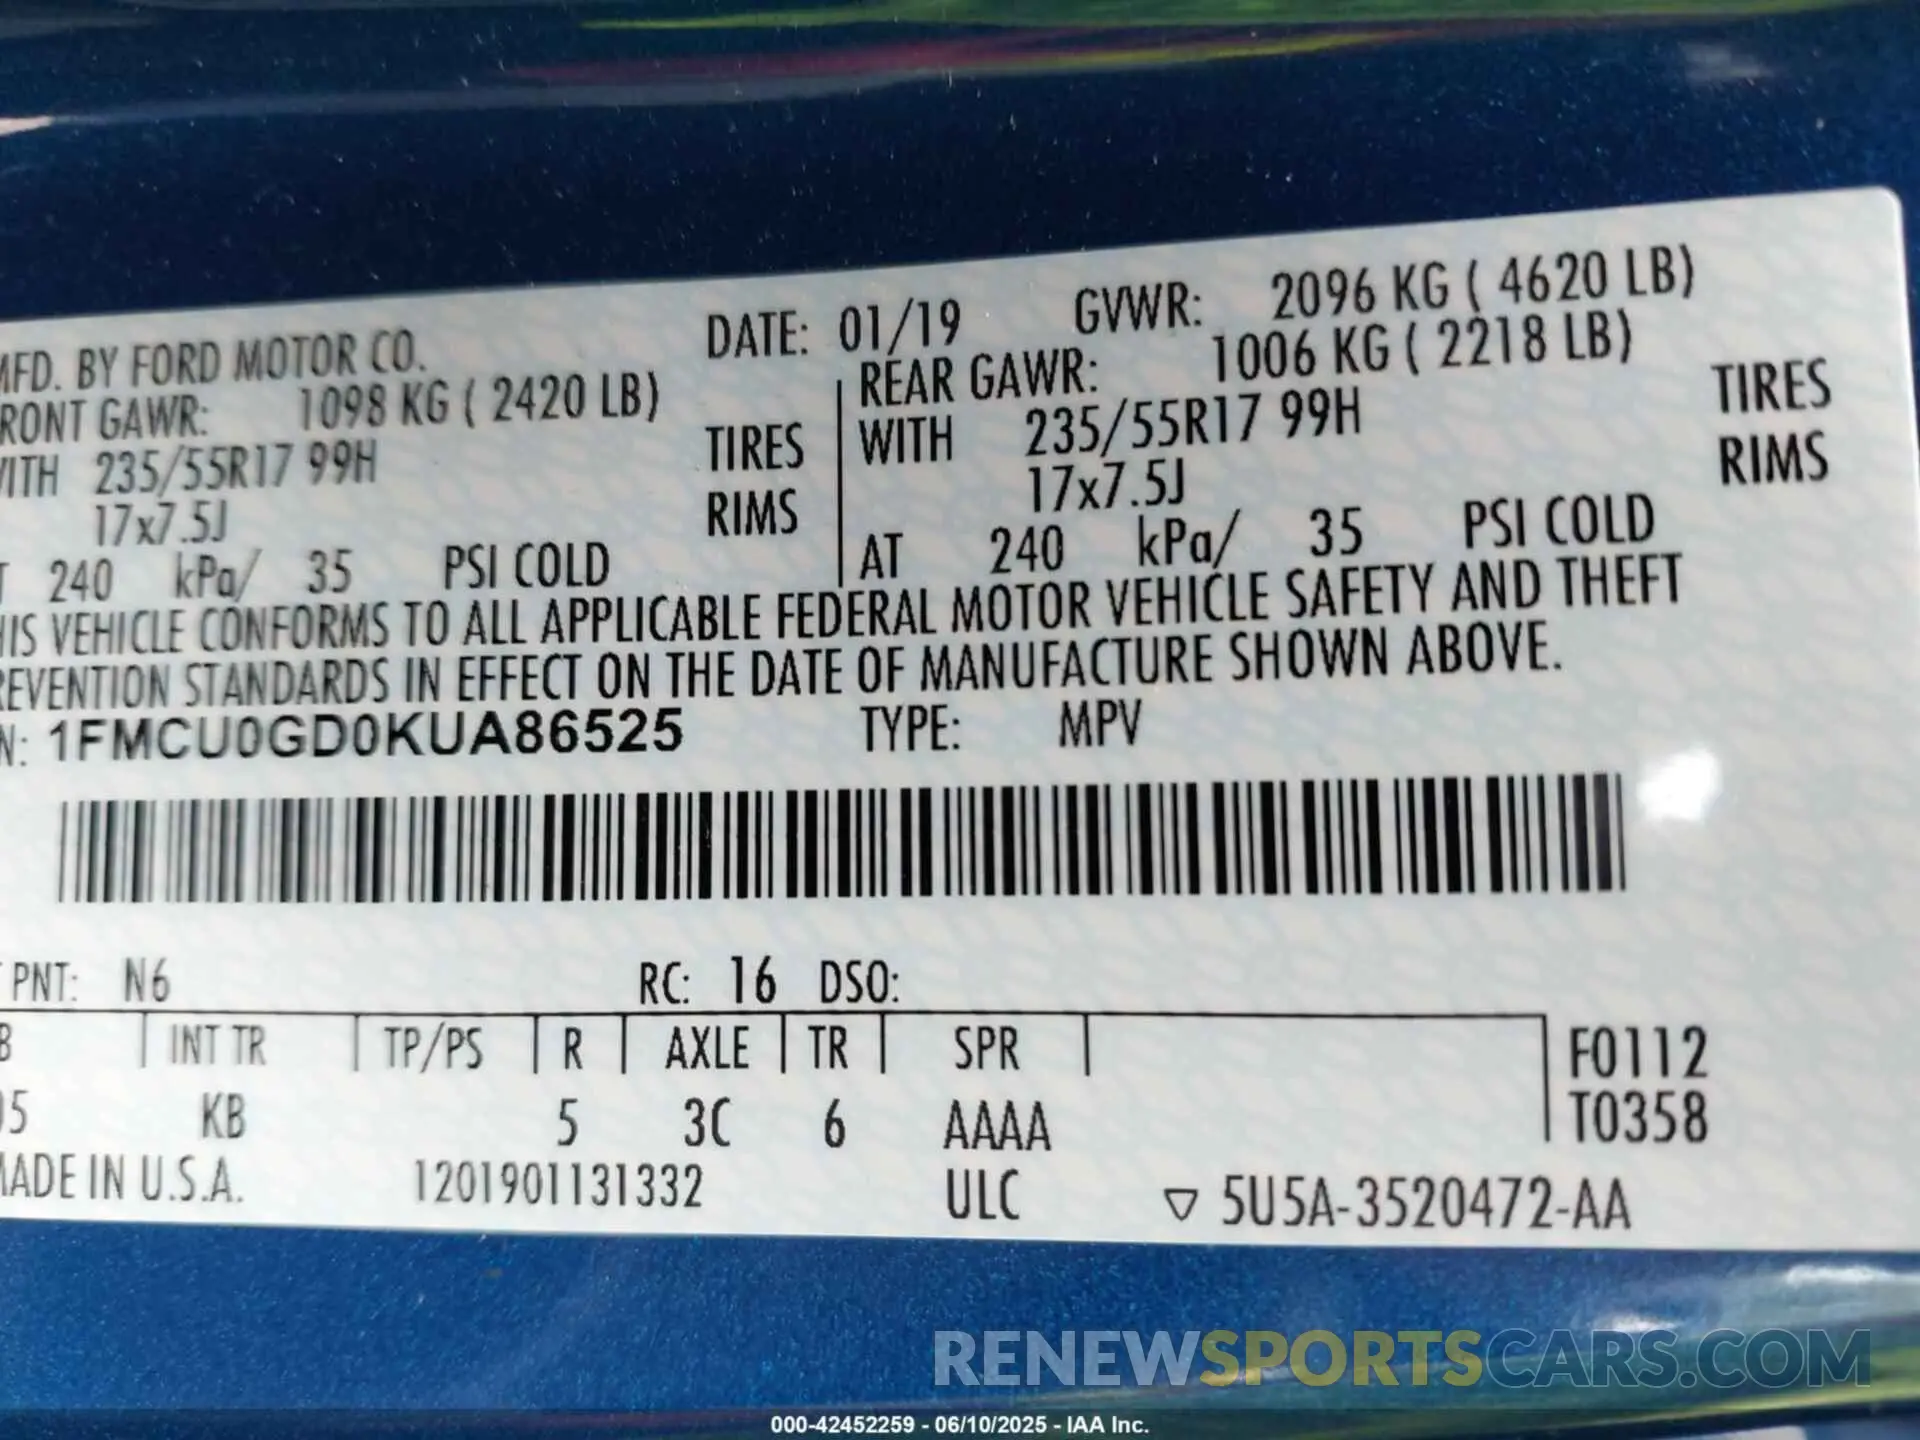 MFD. BY FORD MOTOR CO. DATE: 01/19 GVWR: 2096 KG ( 4620 LB)
RONT GAWR: 1098 KG ( 2420 LB) REAR GAWR: 1006 KG ( 2218 LB)
WITH 235/55R17 99H TIRES WITH 235/55R17 99H TIRES
17x7.5J RIMS 17x7.5J RIMS
T 240 kPa/ 35 PSI COLD AT 240 kPa/ 35 PSI COLD
HIS VEHICLE CONFORMS TO ALL APPLICABLE FEDERAL MOTOR VEHICLE SAFETY AND THEFT
REVENTION STANDARDS IN EFFECT ON THE DATE OF MANUFACTURE SHOWN ABOVE.
N: 1FMCU0GD0KUA86525 TYPE: MPV
PNT: N6 RC: 16 DSO:
B INT TR TP/PS R AXLE TR SPR F0112
05 KB 5 3C 6 AAAA T0358
MADE IN U.S.A. 1201901131332 ULC ▽ 5U5A-3520472-AA
RENEWSPORTSCARS.COM
000-42452259 - 06/10/2025 - IAA Inc.